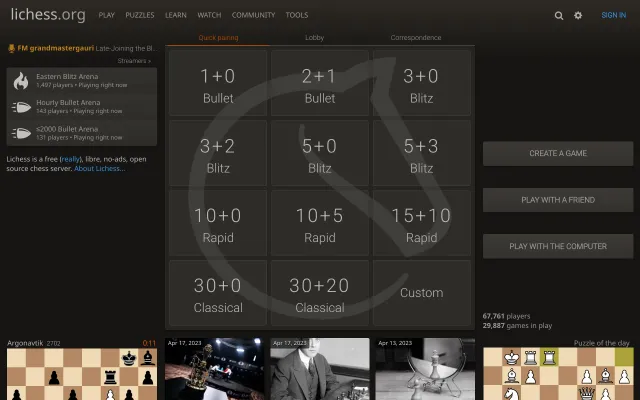 lichess.org PLAY PUZZLES LEARN WATCH COMMUNITY TOOLS SIGN IN
FM grandmastergauri Late-Joining the Bl.
Streamers »
Eastern Blitz Arena
1,497 players • Playing right now
Hourly Bullet Arena
143 players • Playing right now
≤2000 Bullet Arena
131 players • Playing right now
Lichess is a free (really), libre, no-ads, open
source chess server. About Lichess...
Quick pairing Lobby Correspondence
1+0 2+1 3+0
Bullet Bullet Blitz
3+2 5+0 5+3
Blitz Blitz Blitz
10+0 10+5 15+10
Rapid Rapid Rapid
30+0 30+20 Custom
Classical Classical
CREATE A GAME
PLAY WITH A FRIEND
PLAY WITH THE COMPUTER
67,761 players
29,887 games in play
Argonavtik 2702 0:11
Apr 17, 2023 Apr 17, 2023 Apr 13, 2023
Puzzle of the day